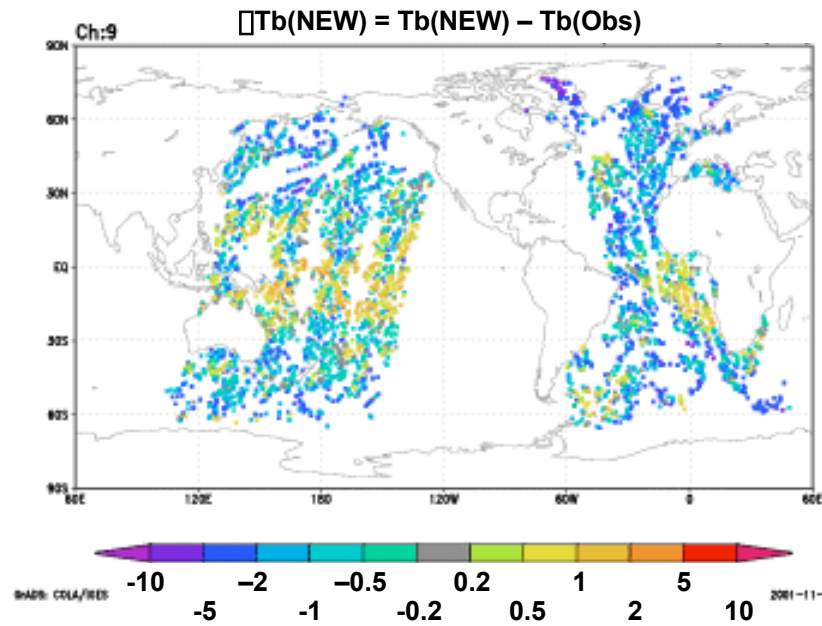 ▯Tb(NEW) = Tb(NEW) – Tb(Obs)
Ch:9
90N
60N
30N
EQ
30S
60S
90S
60E 120E 180 120W 60W 0 60E
-10 –2 –0.5 0.2 1 5
-5 -1 -0.2 0.5 2 10
GrADS: COLA/IGES 2001-11-